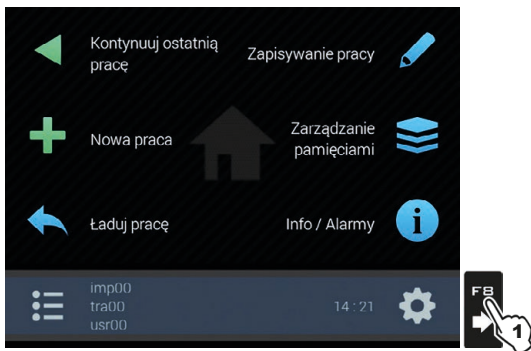 Kontynuuj ostatnią
pracę
Zapisywanie pracy
Nowa praca
Zarządzanie
pamięciami
Ładuj pracę
Info / Alarmy
imp00
tra00
usr00
14 : 21
F8
1